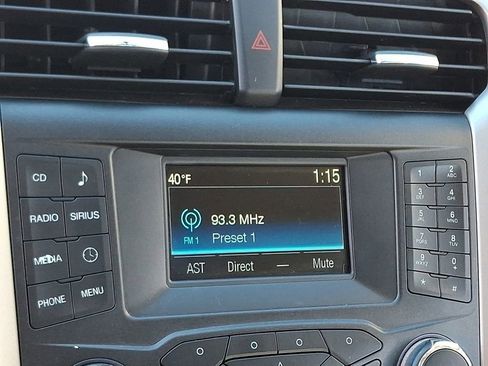 40°F 1:15
93.3 MHz
FM 1 Preset 1
AST Direct — Mute
CD
RADIO SIRIUS
MEDIA
PHONE MENU
1 2 ABC
3 DEF 4 GHI
5 JKL 6 MNO
7 PQRS 8 TUV
9 WXYZ 0 +
* #